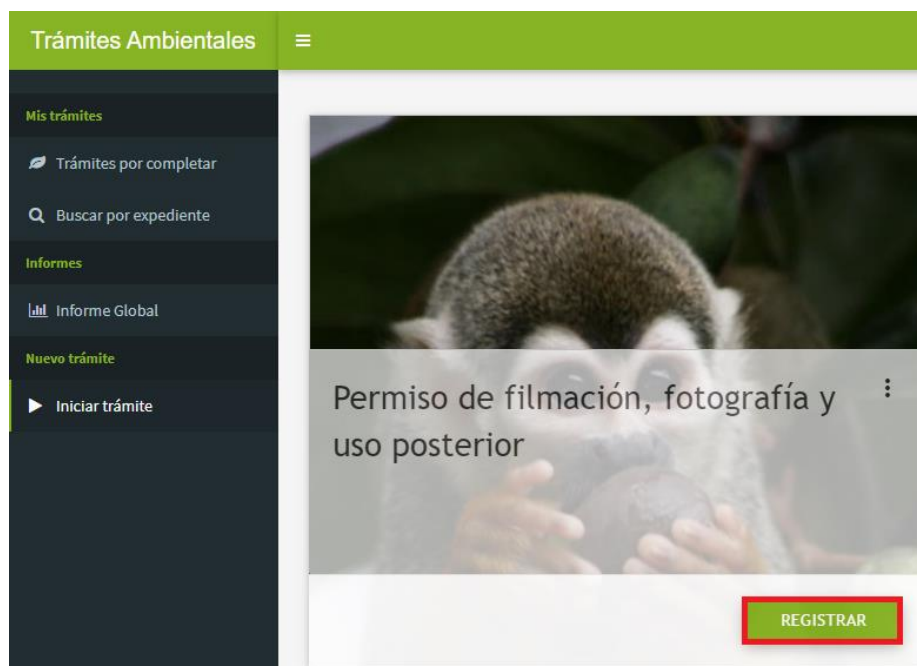 Trámites Ambientales
Mis trámites
Trámites por completar
Buscar por expediente
Informes
Informe Global
Nuevo trámite
Iniciar trámite
Permiso de filmación, fotografía y
uso posterior
REGISTRAR